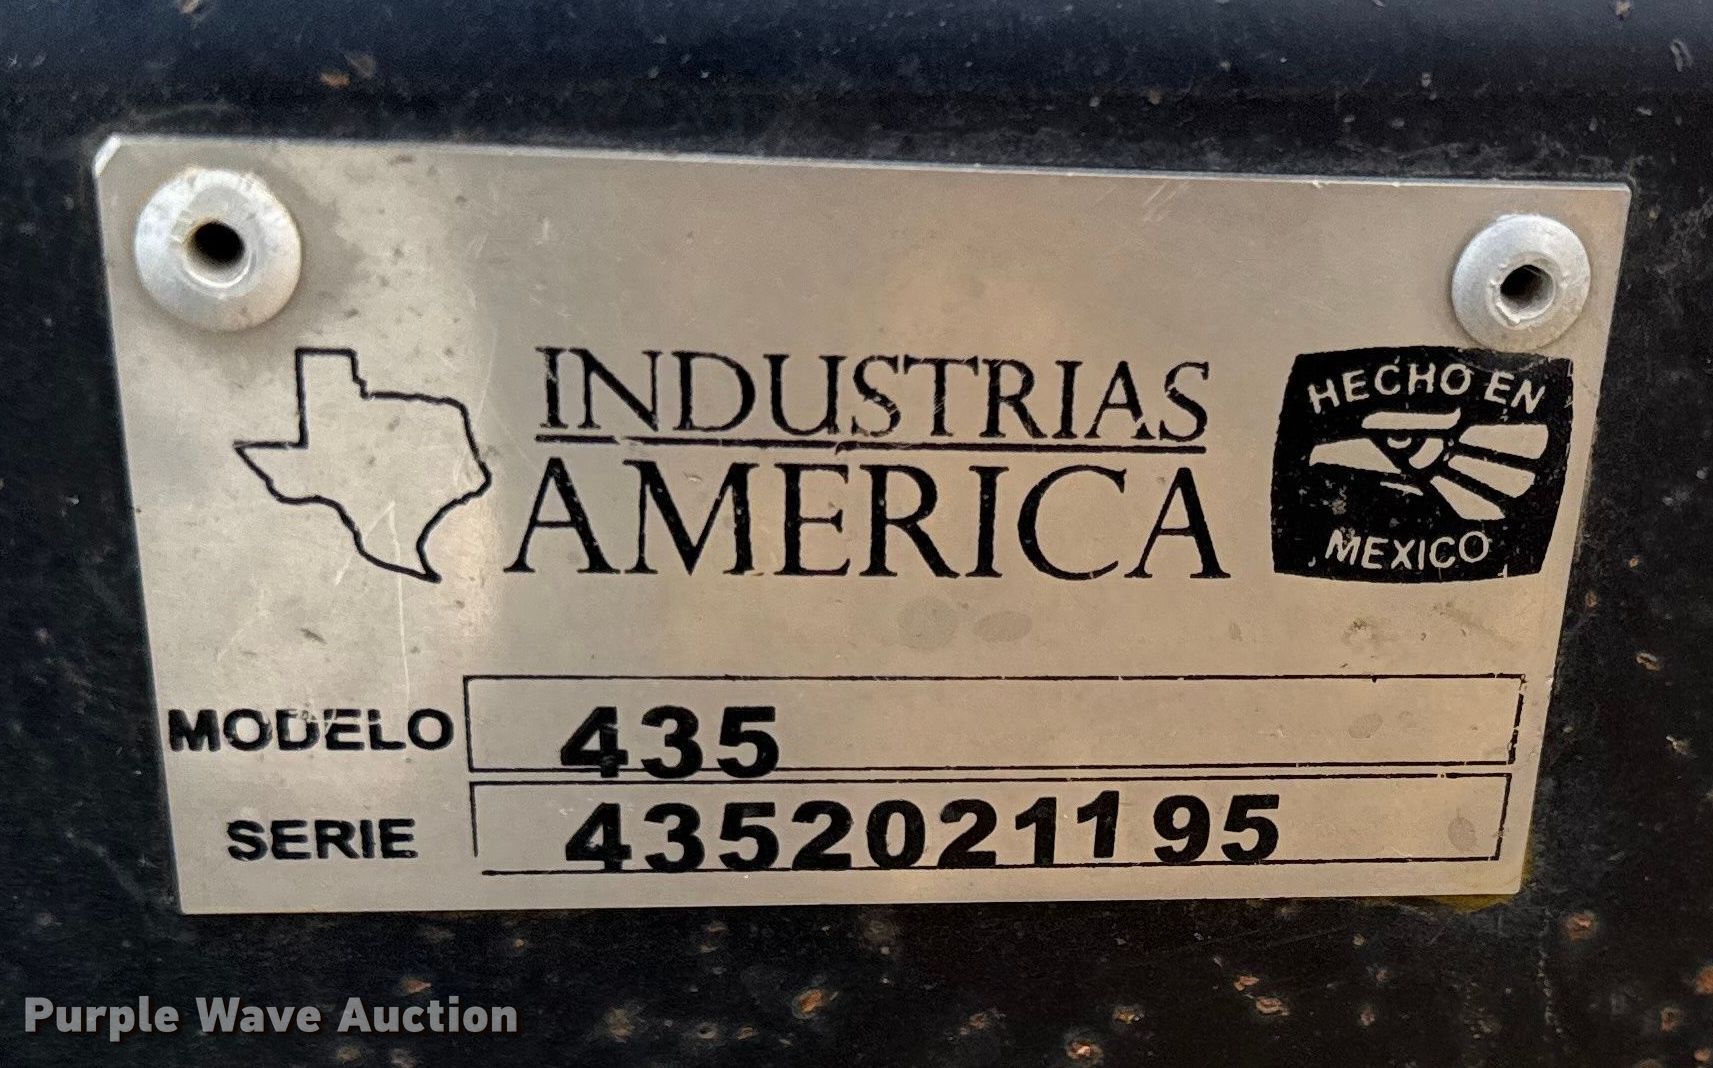 INDUSTRIAS
AMERICA
HECHO EN
MEXICO
MODELO 435
SERIE 4352021195
Purple Wave Auction